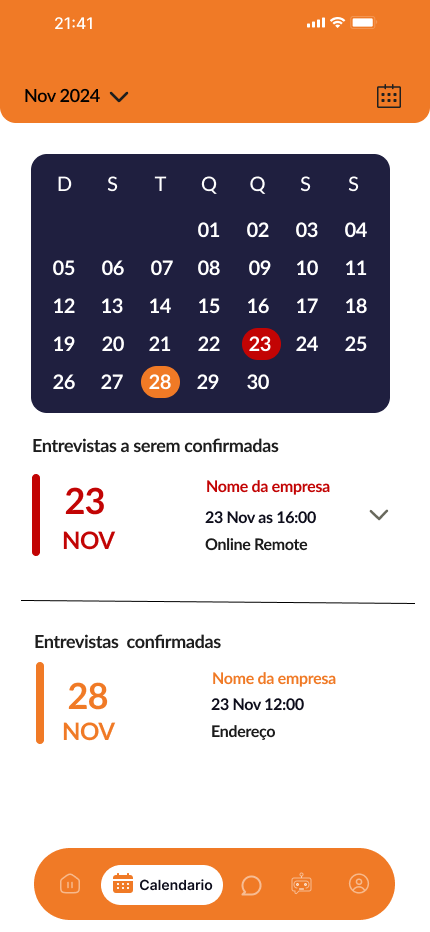 21:41
Nov 2024
D S T Q Q S S
01 02 03 04
05 06 07 08 09 10 11
12 13 14 15 16 17 18
19 20 21 22 23 24 25
26 27 28 29 30
Entrevistas a serem confirmadas
23
NOV
Nome da empresa
23 Nov as 16:00
Online Remote
Entrevistas confirmadas
28
NOV
Nome da empresa
23 Nov 12:00
Endereço
Calendario